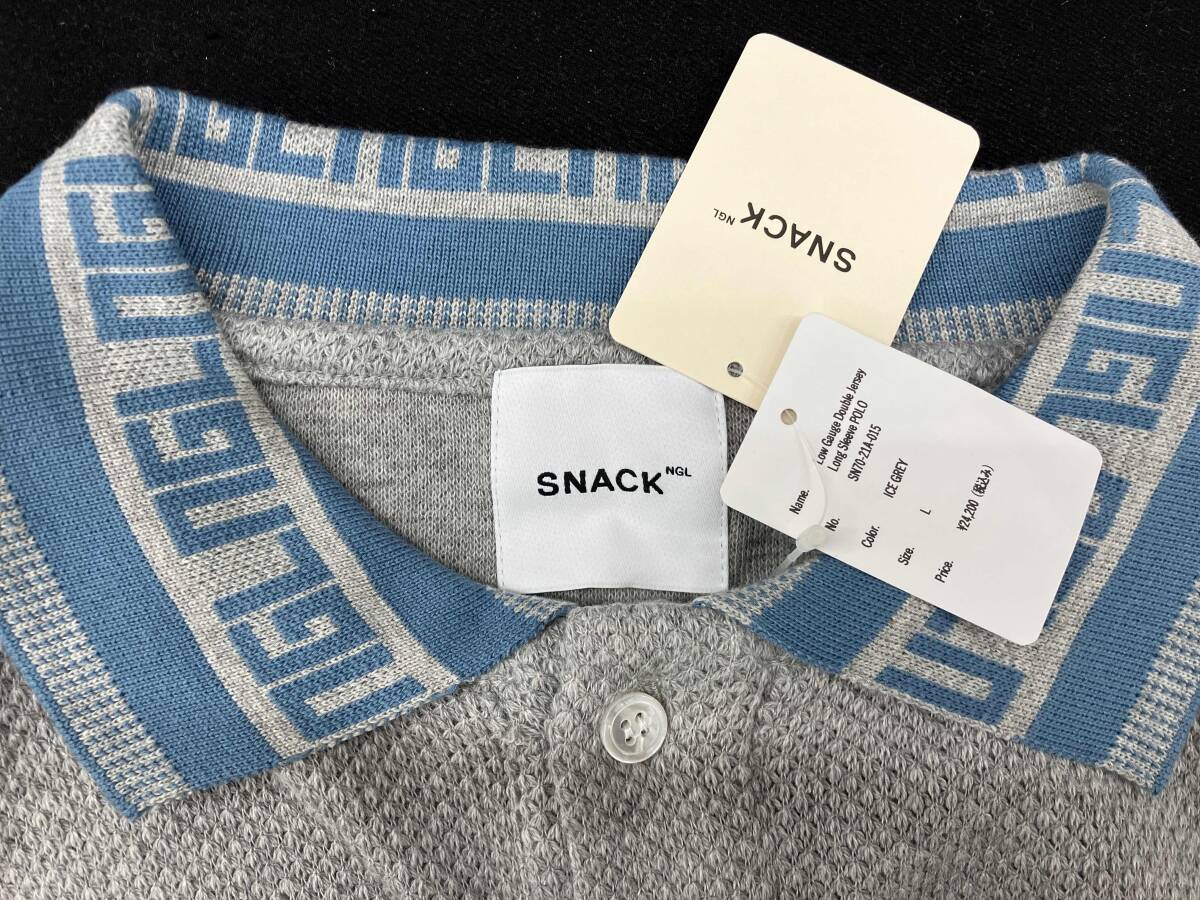 SNACK NGL
SNACK NGL
Name. Low Gauge Double Jersey
Long Sleeve POLO
No. SN70-21A-015
Color. ICE GREY
Size. L
Price. ¥24,200 (税込み)
NGLNGLNGL